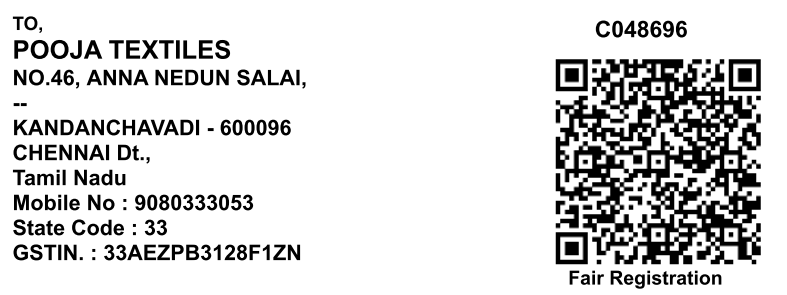 TO,
POOJA TEXTILES
NO.46, ANNA NEDUN SALAI,
--
KANDANCHAVADI - 600096
CHENNAI Dt.,
Tamil Nadu
Mobile No : 9080333053
State Code : 33
GSTIN. : 33AEZPB3128F1ZN
C048696
Fair Registration